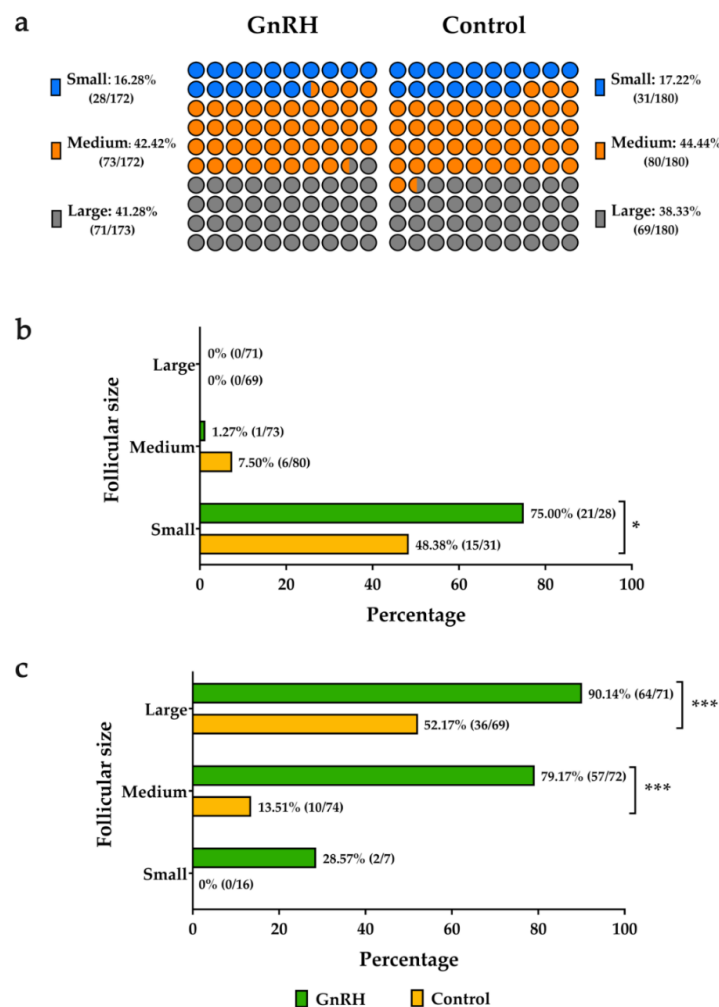 a
GnRH
Control
Small: 16.28%
(28/172)
Medium: 42.42%
(73/172)
Large: 41.28%
(71/173)
Small: 17.22%
(31/180)
Medium: 44.44%
(80/180)
Large: 38.33%
(69/180)
b
Follicular size
Large
0% (0/71)
0% (0/69)
Medium
1.27% (1/73)
7.50% (6/80)
Small
75.00% (21/28)
48.38% (15/31)
*
0 20 40 60 80 100
Percentage
c
Follicular size
Large
90.14% (64/71)
52.17% (36/69)
***
Medium
79.17% (57/72)
13.51% (10/74)
***
Small
28.57% (2/7)
0% (0/16)
0 20 40 60 80 100
Percentage
GnRH Control